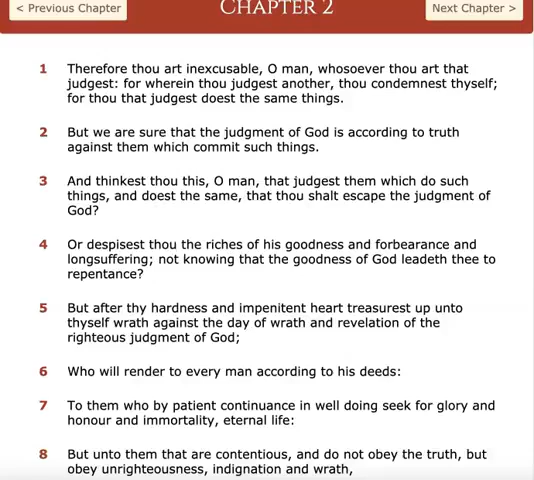 < Previous Chapter
CHAPTER 2
Next Chapter >
1 Therefore thou art inexcusable, O man, whosoever thou art that
judgest: for wherein thou judgest another, thou condemnest thyself;
for thou that judgest doest the same things.
2 But we are sure that the judgment of God is according to truth
against them which commit such things.
3 And thinkest thou this, O man, that judgest them which do such
things, and doest the same, that thou shalt escape the judgment of
God?
4 Or despisest thou the riches of his goodness and forbearance and
longsuffering; not knowing that the goodness of God leadeth thee to
repentance?
5 But after thy hardness and impenitent heart treasurest up unto
thyself wrath against the day of wrath and revelation of the
righteous judgment of God;
6 Who will render to every man according to his deeds:
7 To them who by patient continuance in well doing seek for glory and
honour and immortality, eternal life:
8 But unto them that are contentious, and do not obey the truth, but
obey unrighteousness, indignation and wrath,